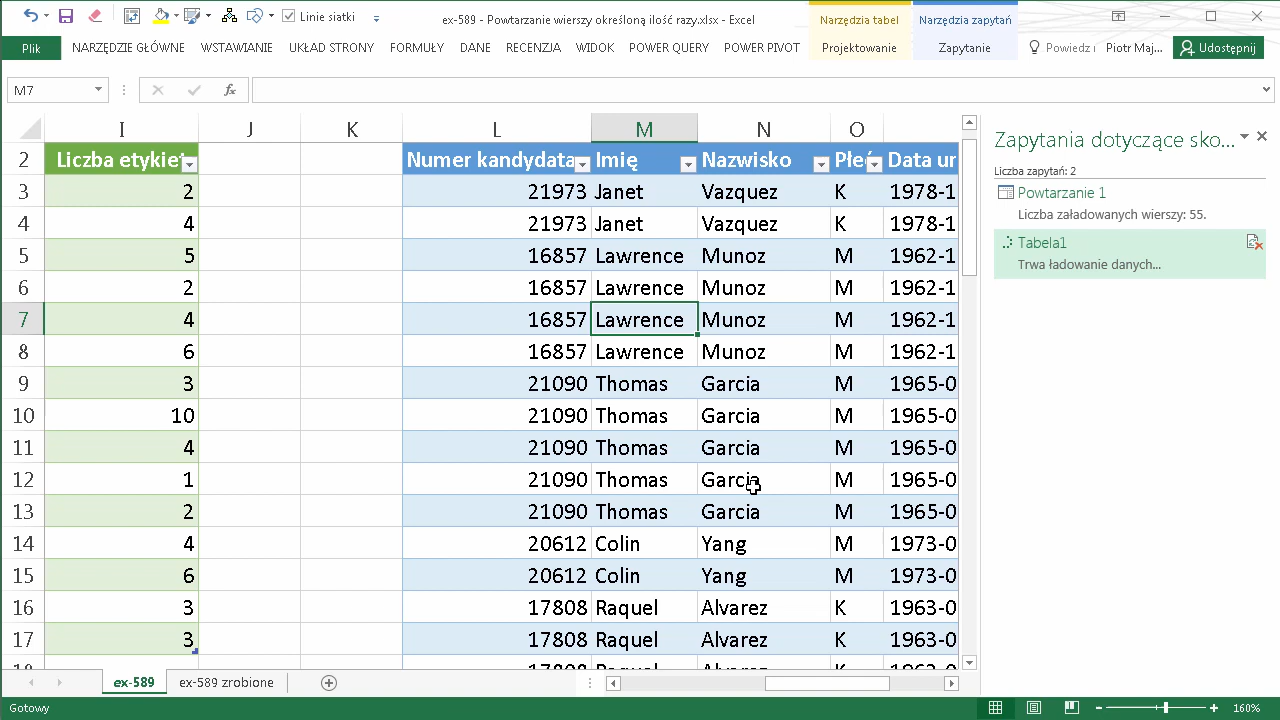 ex-589 - Powtarzanie wierszy określoną ilość razy.xlsx - Excel
Linie siatki
Narzędzia tabel
Narzędzia zapytań
Plik
NARZĘDZIE GŁÓWNE
WSTAWIANIE
UKŁAD STRONY
FORMUŁY
DANE
RECENZJA
WIDOK
POWER QUERY
POWER PIVOT
Projektowanie
Zapytanie
Powiedz
Piotr Maj...
Udostępnij
M7
fx
I J K L M N O
2 Liczba etykiet Numer kandydata Imię Nazwisko Płeć Data ur
3 2 21973 Janet Vazquez K 1978-1
4 4 21973 Janet Vazquez K 1978-1
5 5 16857 Lawrence Munoz M 1962-1
6 2 16857 Lawrence Munoz M 1962-1
7 4 16857 Lawrence Munoz M 1962-1
8 6 16857 Lawrence Munoz M 1962-1
9 3 21090 Thomas Garcia M 1965-0
10 10 21090 Thomas Garcia M 1965-0
11 4 21090 Thomas Garcia M 1965-0
12 1 21090 Thomas Garcia M 1965-0
13 2 21090 Thomas Garcia M 1965-0
14 4 20612 Colin Yang M 1973-0
15 6 20612 Colin Yang M 1973-0
16 3 17808 Raquel Alvarez K 1963-0
17 3 17808 Raquel Alvarez K 1963-0
Zapytania dotyczące sko...
Liczba zapytań: 2
Powtarzanie 1
Liczba załadowanych wierszy: 55.
Tabela1
Trwa ładowanie danych...
ex-589
ex-589 zrobione
Gotowy
160%